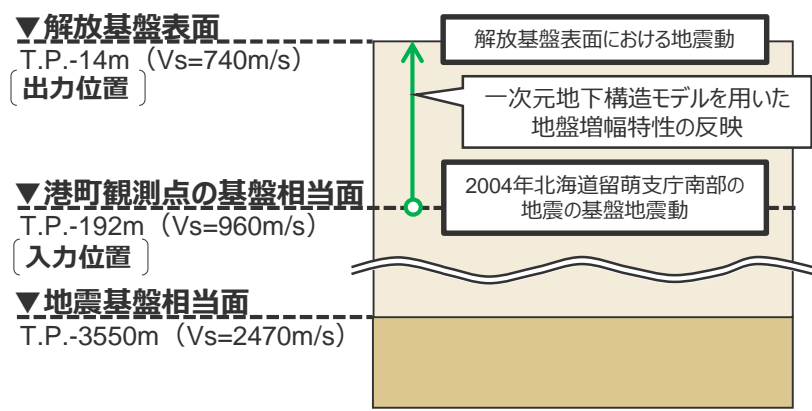 ▼解放基盤表面
T.P.-14m（Vs=740m/s）
出力位置
解放基盤表面における地震動
一次元地下構造モデルを用いた
地盤増幅特性の反映
▼港町観測点の基盤相当面
T.P.-192m（Vs=960m/s）
入力位置
2004年北海道留萌支庁南部の
地震の基盤地震動
▼地震基盤相当面
T.P.-3550m（Vs=2470m/s）